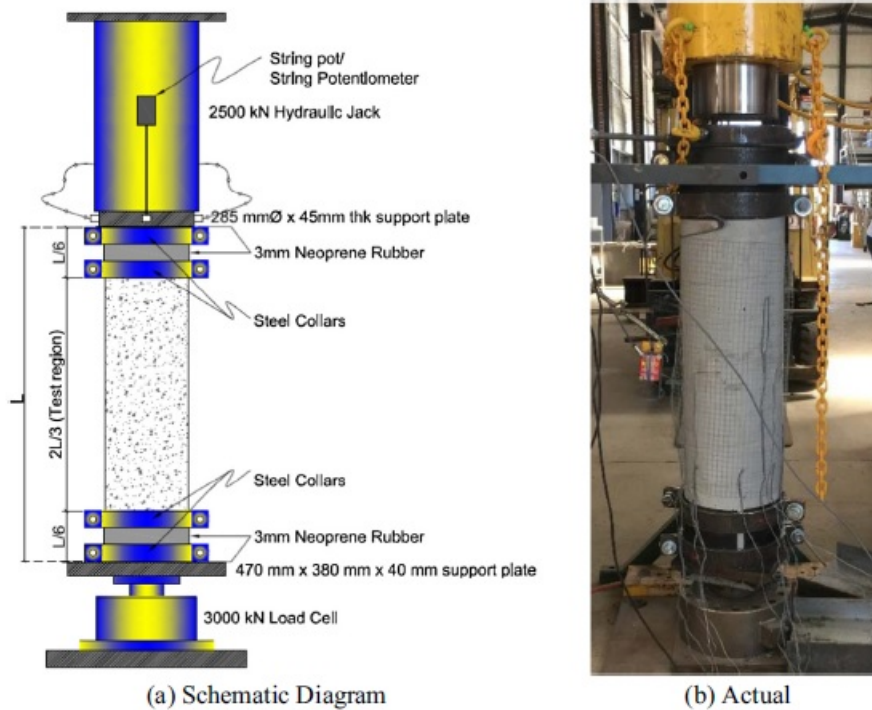 String pot/
String Potentiometer
2500 kN Hydraulic Jack
285 mmØ x 45mm thk support plate
L/6
3mm Neoprene Rubber
Steel Collars
L
2L/3 (Test region)
Steel Collars
L/6
3mm Neoprene Rubber
470 mm x 380 mm x 40 mm support plate
3000 kN Load Cell
(a) Schematic Diagram
(b) Actual